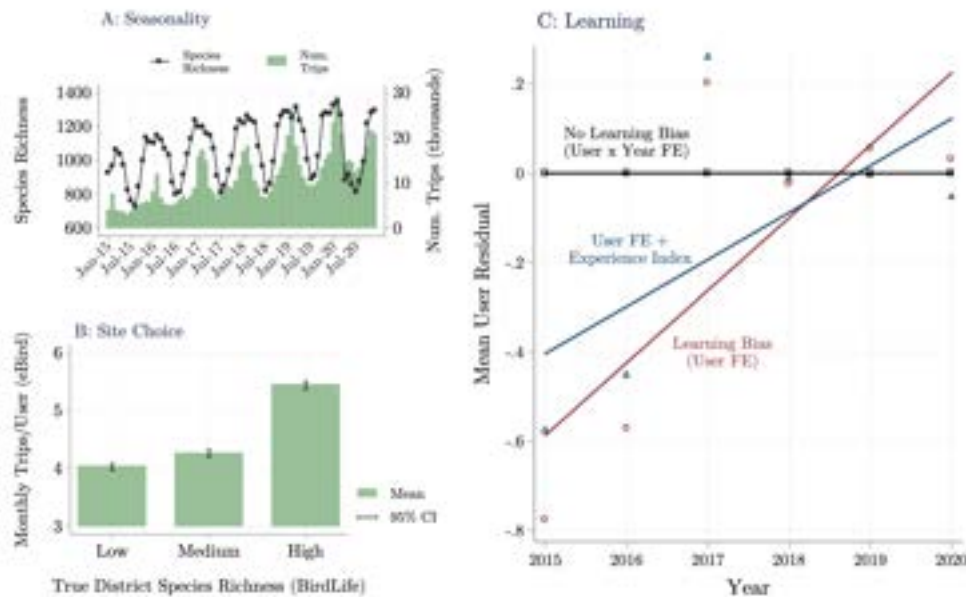 A: Seasonality
Species
Richness
Num.
Trips
Species Richness
1400
1200
1000
800
600
Num. Trips (thousands)
30
20
10
0
Jan-15
Jul-15
Jan-16
Jul-16
Jan-17
Jul-17
Jan-18
Jul-18
Jan-19
Jul-19
Jan-20
Jul-20
B: Site Choice
Monthly Trips/User (eBird)
6
5
4
3
Low
Medium
High
Mean
95% CI
True District Species Richness (BirdLife)
C: Learning
Mean User Residual
.2
0
-.2
-.4
-.6
-.8
No Learning Bias
(User x Year FE)
User FE +
Experience Index
Learning Bias
(User FE)
2015
2016
2017
2018
2019
2020
Year